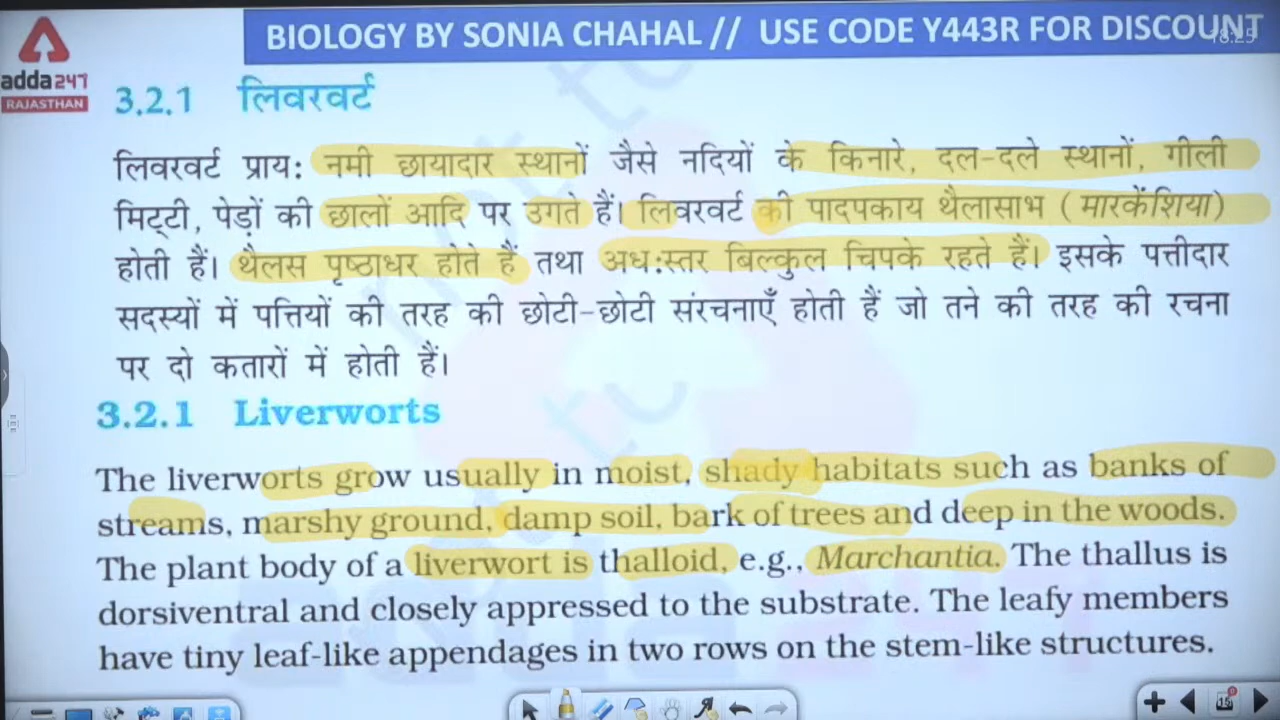 BIOLOGY BY SONIA CHAHAL // USE CODE Y443R FOR DISCOUNT
18:25
adda247
RAJASTHAN
3.2.1 लिवरवर्ट
लिवरवर्ट प्राय: नमी छायादार स्थानों जैसे नदियों के किनारे, दल-दले स्थानों, गीली
मिट्टी, पेड़ों की छालों आदि पर उगते हैं। लिवरवर्ट की पादपकाय थैलासाभ (मारकेंशिया)
होती हैं। थैलस पृष्ठाधर होते हैं तथा अध:स्तर बिल्कुल चिपके रहते हैं। इसके पत्तीदार
सदस्यों में पत्तियों की तरह की छोटी-छोटी संरचनाएँ होती हैं जो तने की तरह की रचना
पर दो कतारों में होती हैं।
3.2.1 Liverworts
The liverworts grow usually in moist, shady habitats such as banks of
streams, marshy ground, damp soil, bark of trees and deep in the woods.
The plant body of a liverwort is thalloid, e.g., Marchantia. The thallus is
dorsiventral and closely appressed to the substrate. The leafy members
have tiny leaf-like appendages in two rows on the stem-like structures.